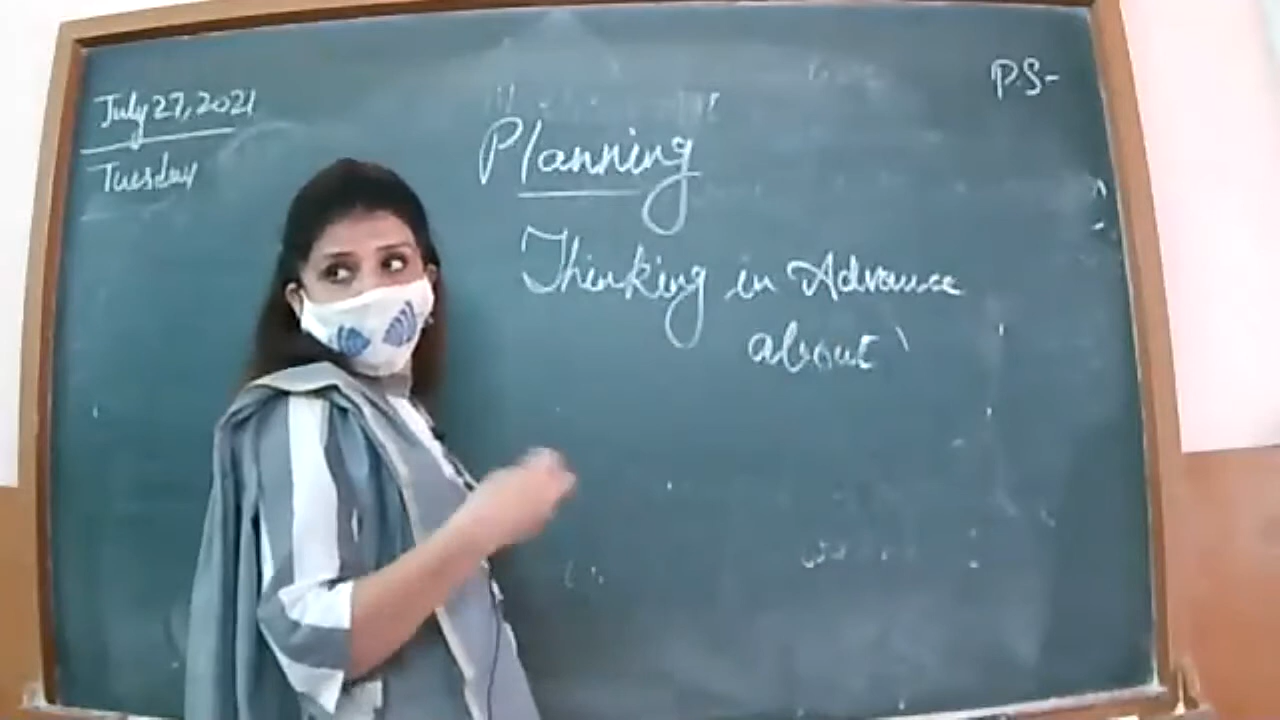 July 27, 2021
Tuesday
P.S-
Planning
Thinking in Advance
about